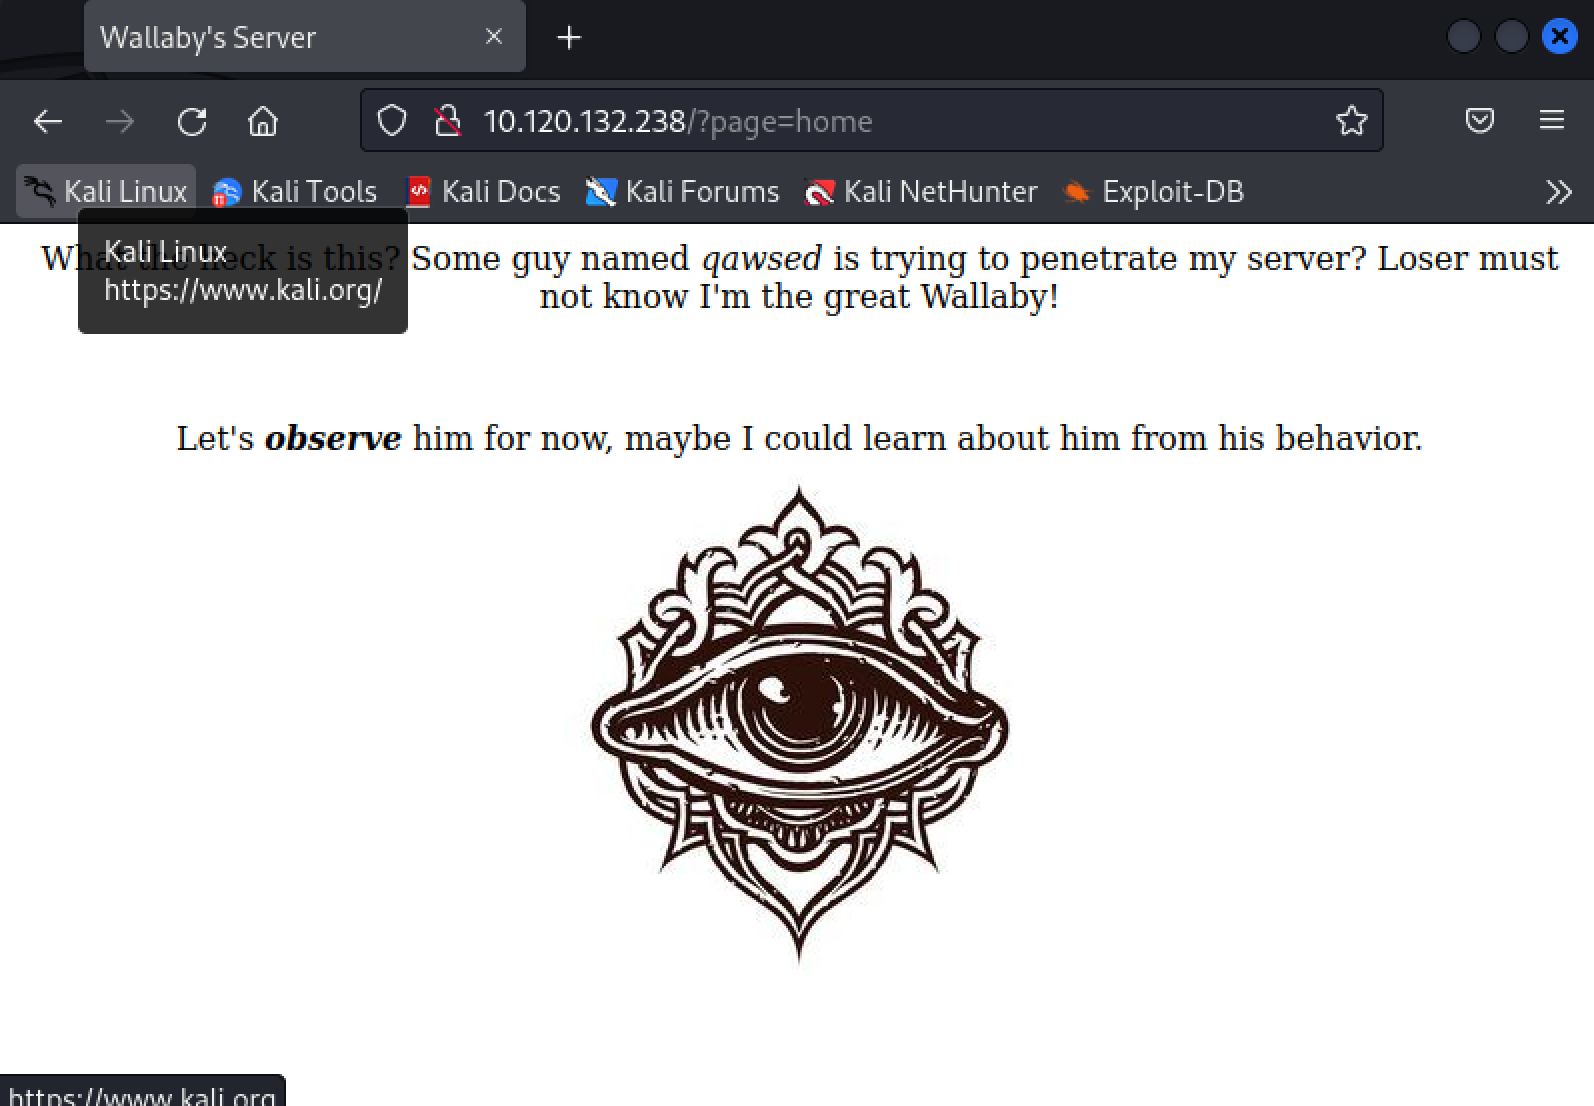 Wallaby's Server
10.120.132.238/?page=home
Kali Linux Kali Tools Kali Docs Kali Forums Kali NetHunter Exploit-DB
Kali Linux
https://www.kali.org/
What the heck is this? Some guy named qawsed is trying to penetrate my server? Loser must
not know I'm the great Wallaby!
Let's observe him for now, maybe I could learn about him from his behavior.
https://www.kali.org